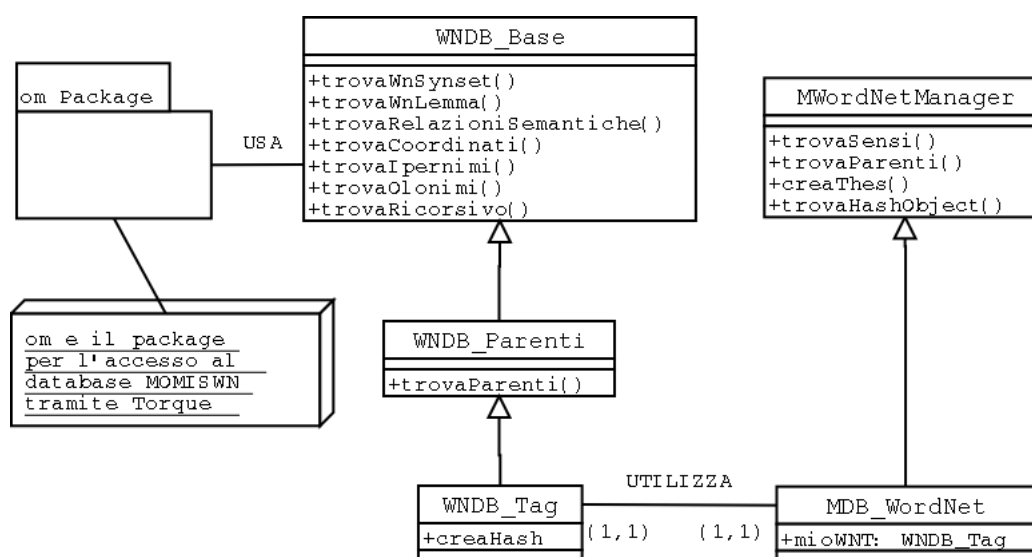 WNDB_Base
+trovaWnSynset()
+trovaWnLemma()
+trovaRelazioniSemantiche()
+trovaCoordinati()
+trovaIpernimi()
+trovaOlonimi()
+trovaRicorsivo()
om Package
USA
MWordNetManager
+trovaSensi()
+trovaParenti()
+creaThes()
+trovaHashObject()
om e il package
per l'accesso al
database MOMISWN
tramite Torque
WNDB_Parenti
+trovaParenti()
WNDB_Tag
+creaHash
UTILIZZA
(1,1) (1,1)
MDB_WordNet
+mioWNT: WNDB_Tag